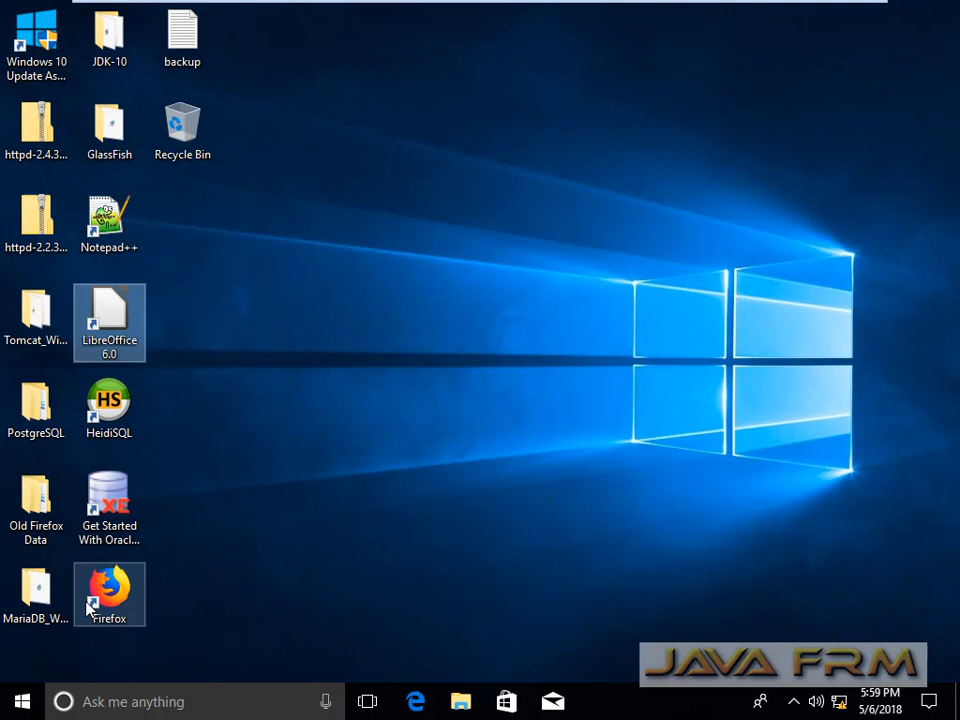 Windows 10
Update As...
JDK-10
backup
httpd-2.4.3...
GlassFish
Recycle Bin
httpd-2.2.3...
Notepad++
Tomcat_Wi...
LibreOffice
6.0
PostgreSQL
HS
HeidiSQL
XE
Old Firefox
Data
Get Started
With Oracl...
MariaDB_W...
Firefox
JAVA FRM
Ask me anything
5:59 PM
5/6/2018